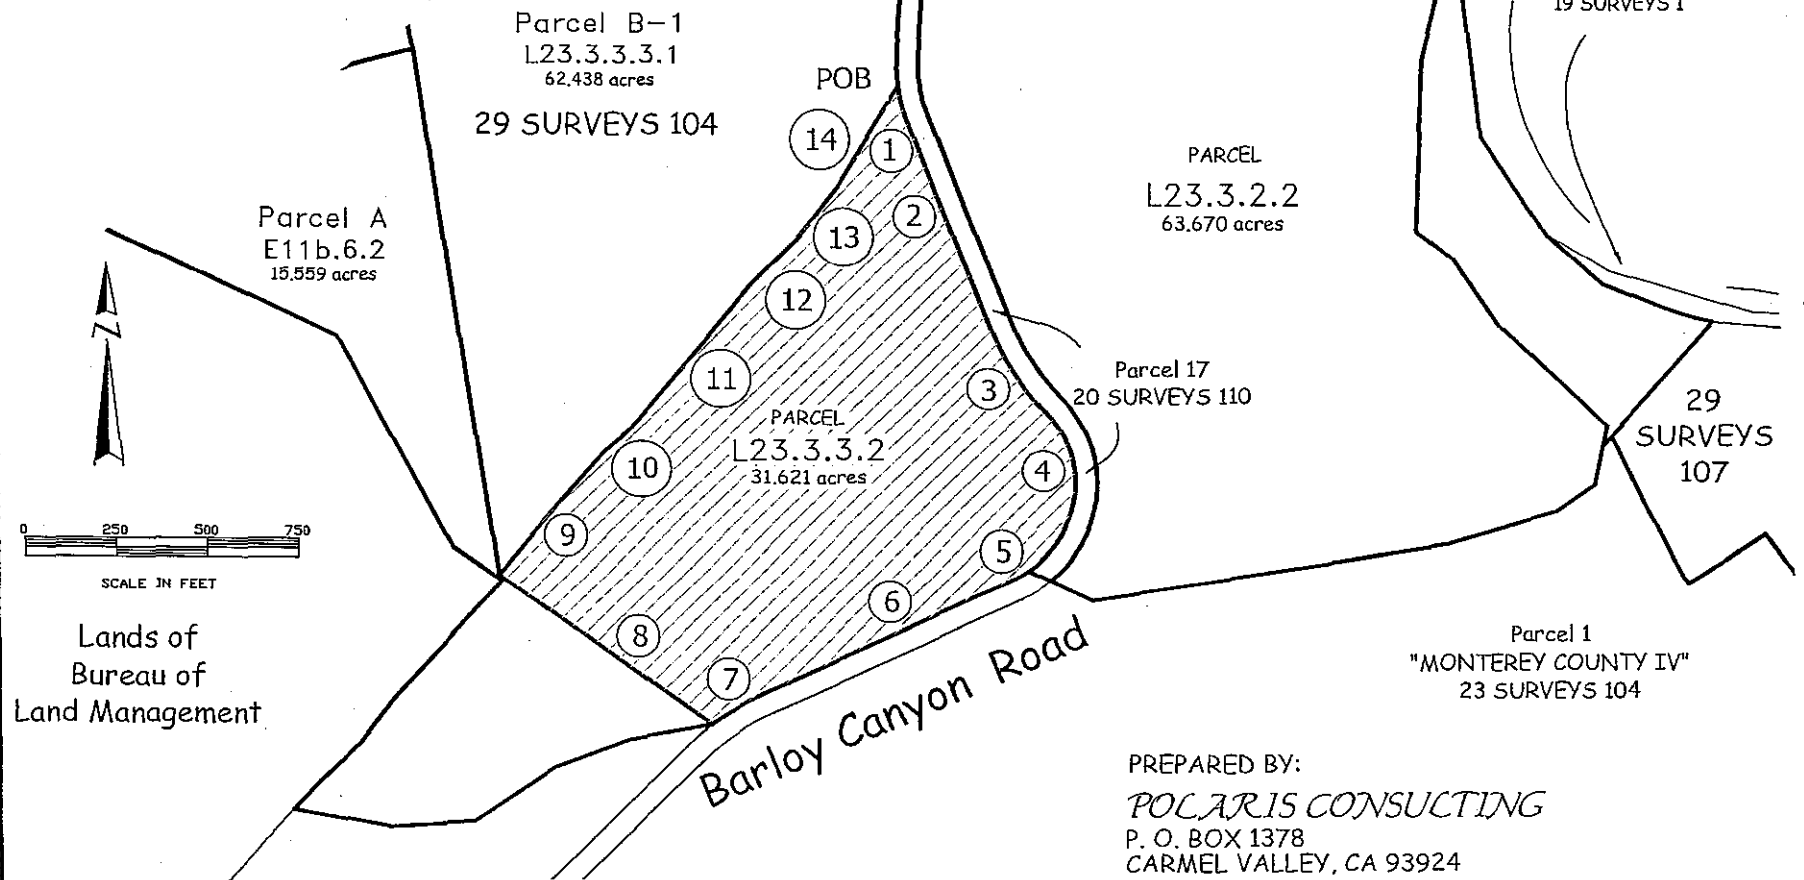 19 SURVEYS 1
Parcel B-1
L23.3.3.3.1
62.438 acres
29 SURVEYS 104
POB
14
1
2
13
12
11
3
4
10
9
5
6
8
7
PARCEL
L23.3.2.2
63.670 acres
Parcel A
E11b.6.2
15.559 acres
N
Parcel 17
20 SURVEYS 110
PARCEL
L23.3.3.2
31.621 acres
29
SURVEYS
107
0 250 500 750
SCALE IN FEET
Lands of
Bureau of
Land Management
Barloy Canyon Road
Parcel 1
"MONTEREY COUNTY IV"
23 SURVEYS 104
PREPARED BY:
POLARIS CONSULTING
P. O. BOX 1378
CARMEL VALLEY, CA 93924